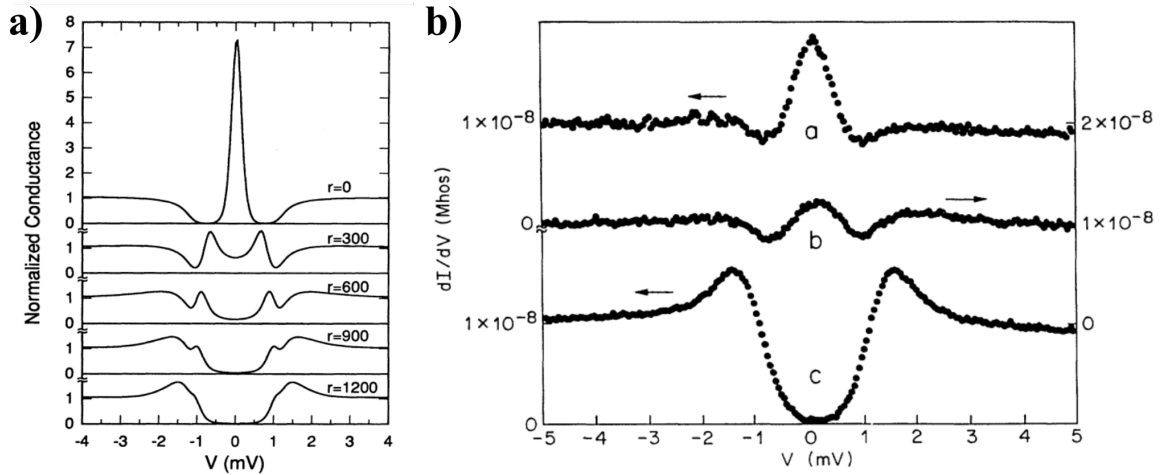 a)
Normalized Conductance
8
7
6
5
4
3
2
1
0
1
0
1
0
1
0
1
0
r=0
r=300
r=600
r=900
r=1200
-4 -3 -2 -1 0 1 2 3 4
V (mV)
b)
dI/dV (Mhos)
1×10-8
0
1×10-8
2×10-8
1×10-8
0
a
b
c
-5 -4 -3 -2 -1 0 1 2 3 4 5
V (mV)